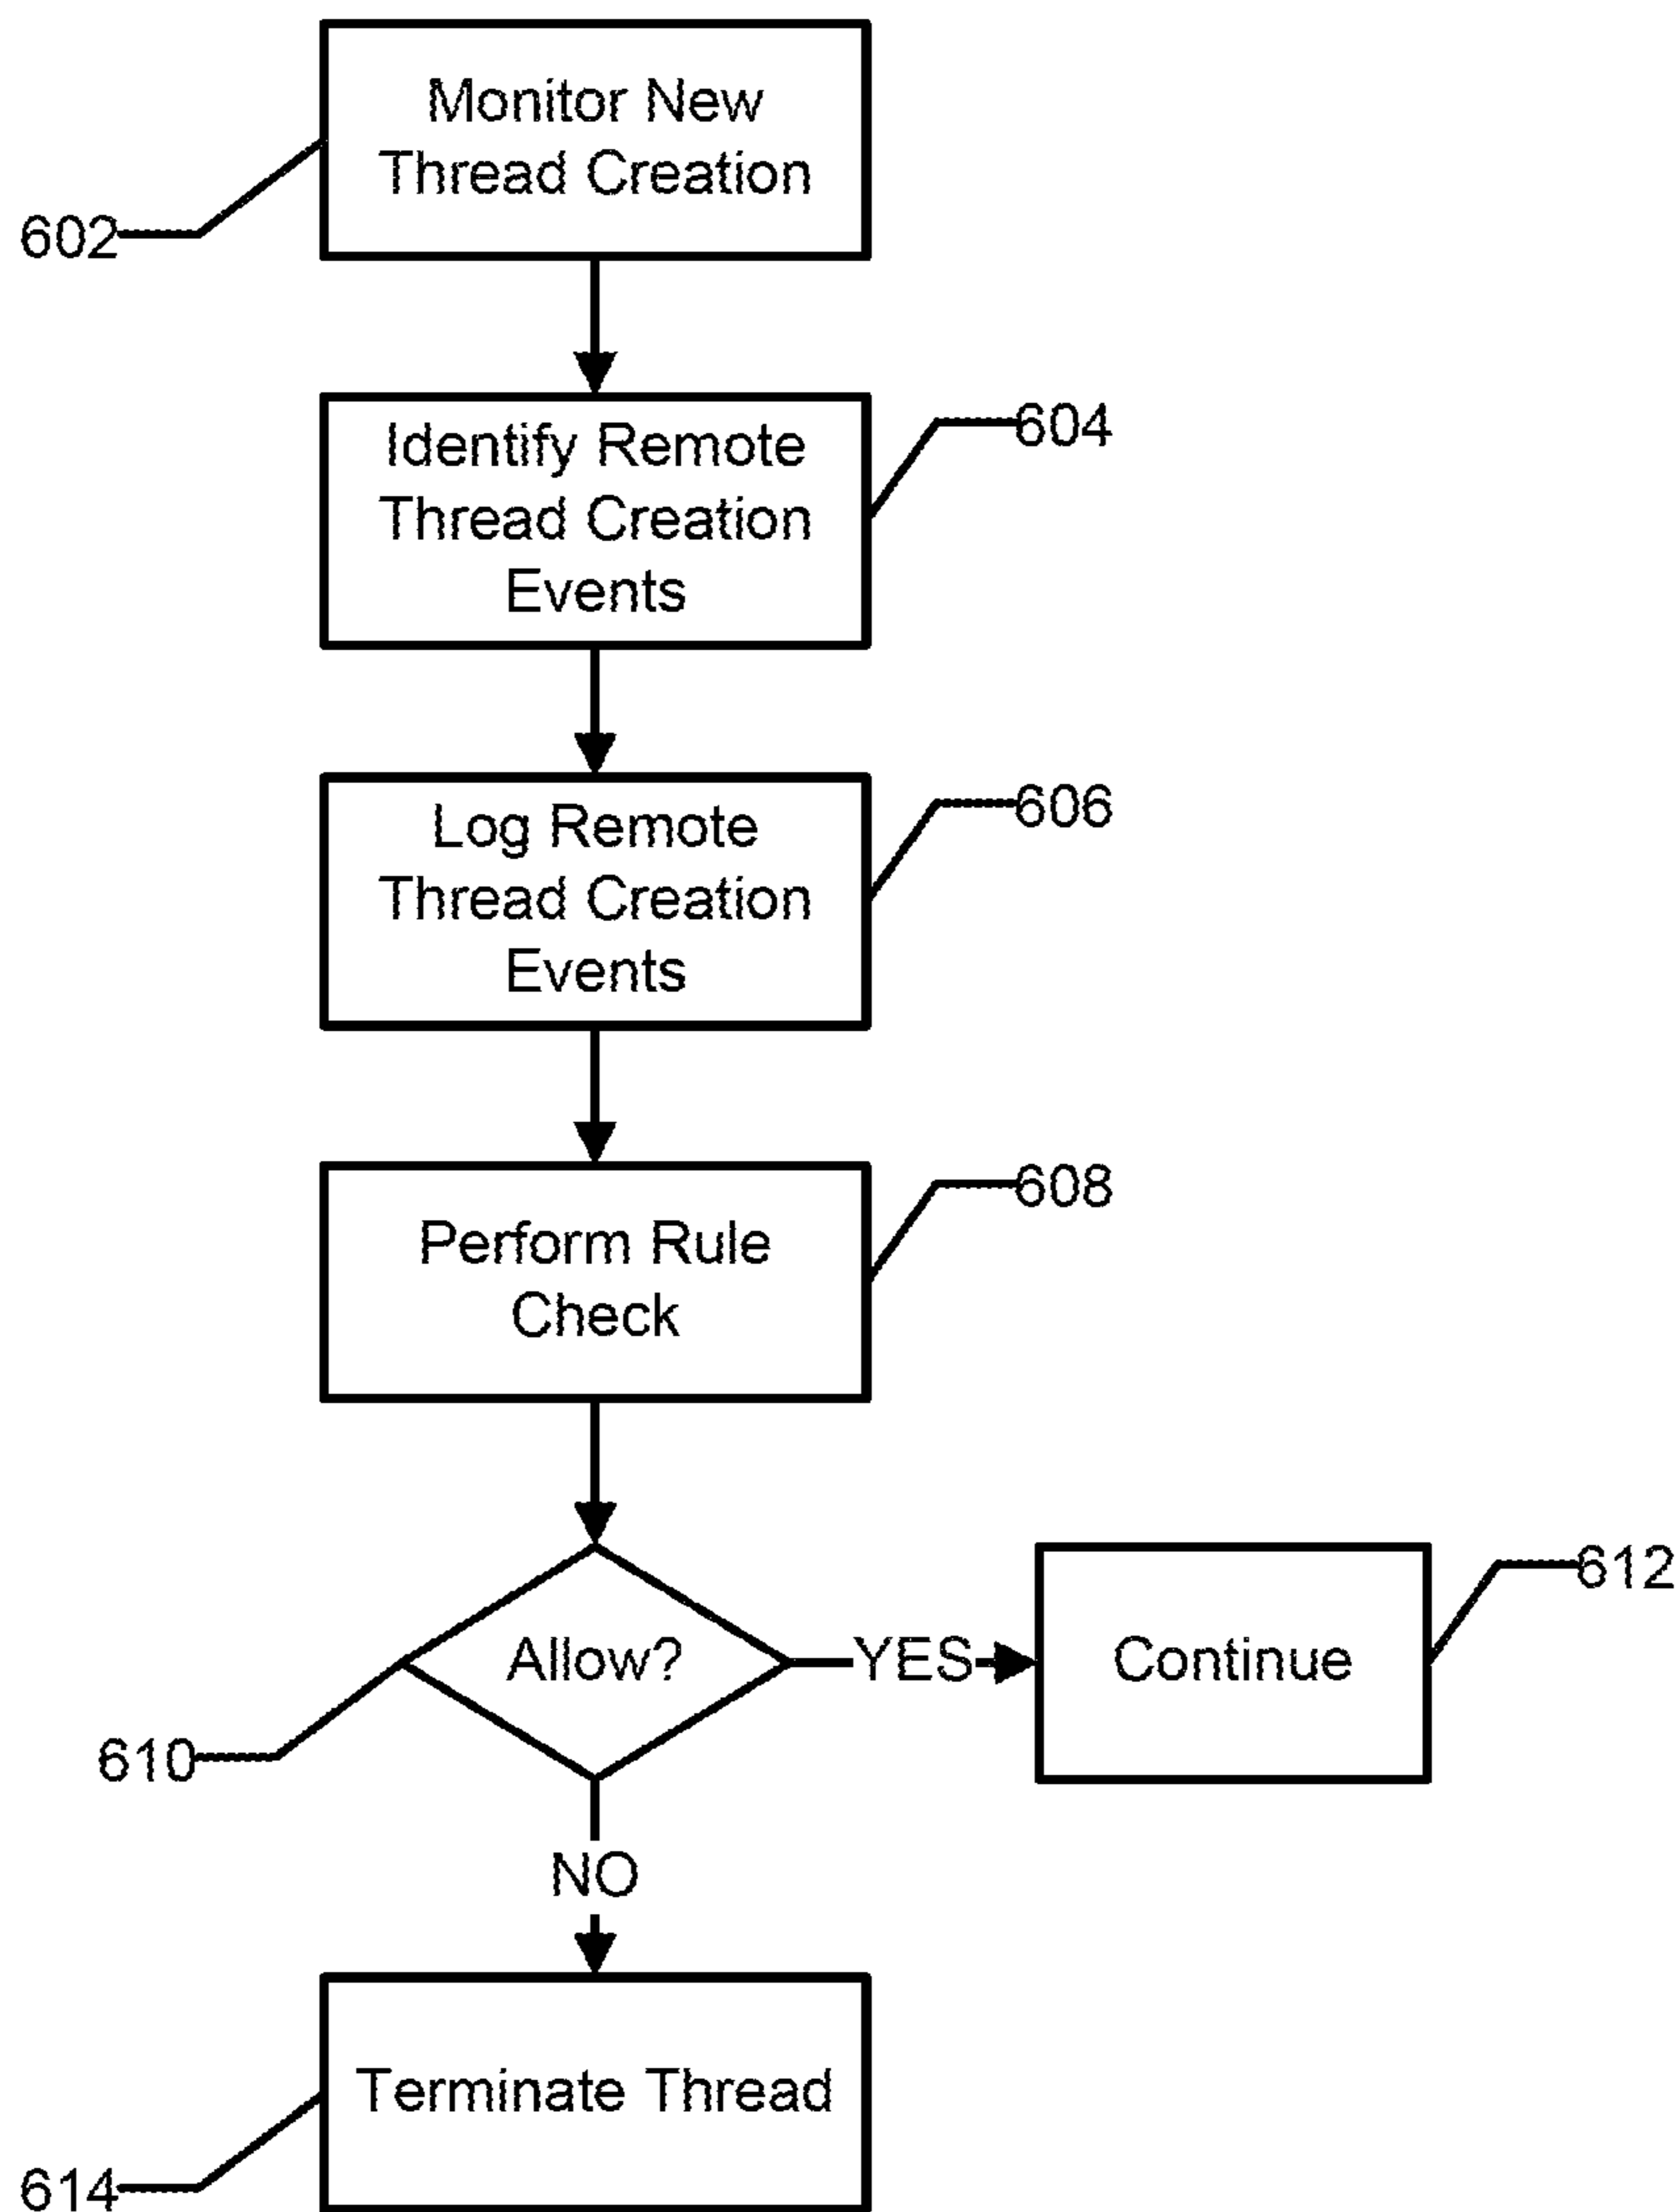 Monitor New
Thread Creation
602
Identify Remote
Thread Creation
Events
604
Log Remote
Thread Creation
Events
606
Perform Rule
Check
608
Allow?
YES
Continue
612
610
NO
Terminate Thread
614